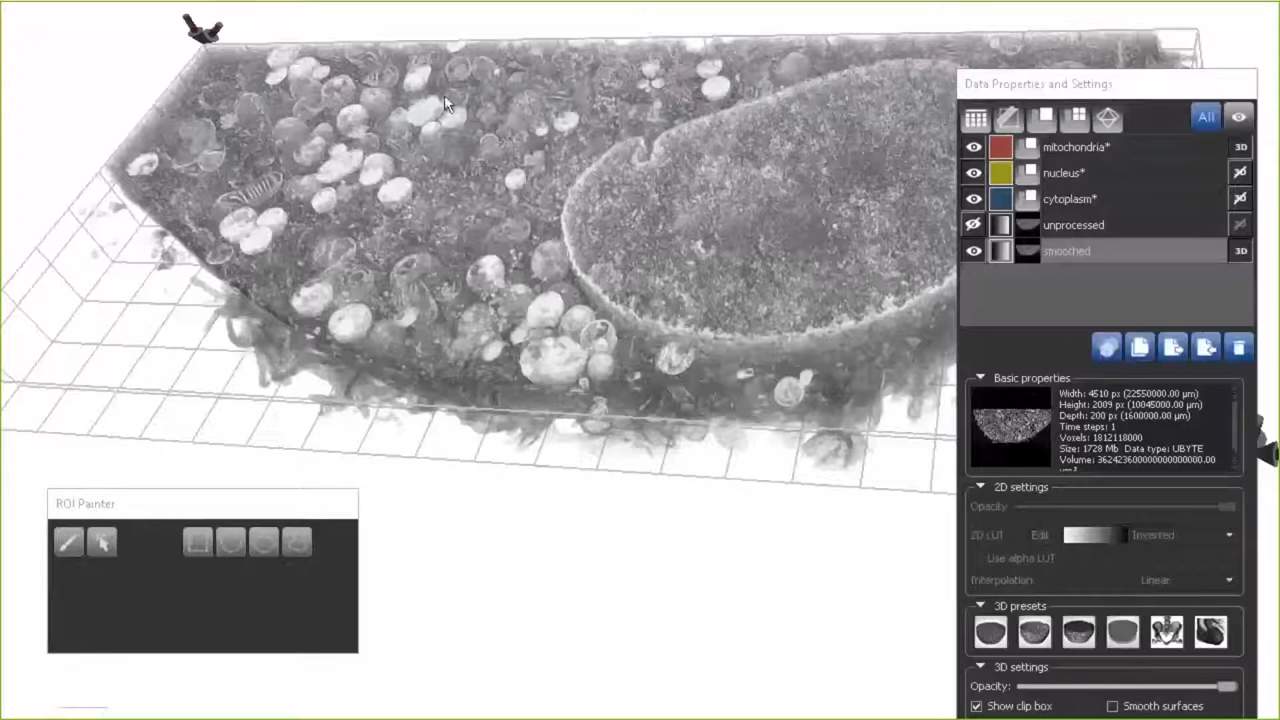 Data Properties and Settings
All
mitochondria*
3D
nucleus*
cytoplasm*
unprocessed
smoothed
3D
Basic properties
Width: 4510 px (22550000.00 µm)
Height: 2009 px (10045000.00 µm)
Depth: 200 px (1600000.00 µm)
Time steps: 1
Voxels: 1812118000
Size: 1728 Mb Data type: UBYTE
Volume: 362423600000000000000.00
µm³
ROI Painter
2D settings
Opacity
2D LUT Edit Inverted
Use alpha LUT
Interpolation Linear
3D presets
3D settings
Opacity:
Show clip box Smooth surfaces